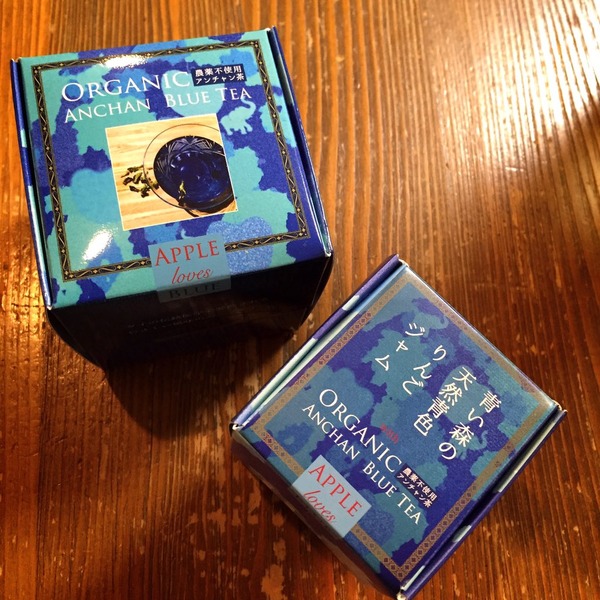 ORGANIC
農薬不使用
アンチャン茶
ANCHAN BLUE TEA
APPLE
loves
BLUE
青い森の
天然青色
りんご
ジャム
with
ORGANIC
農薬不使用
アンチャン茶
ANCHAN BLUE TEA
APPLE
loves